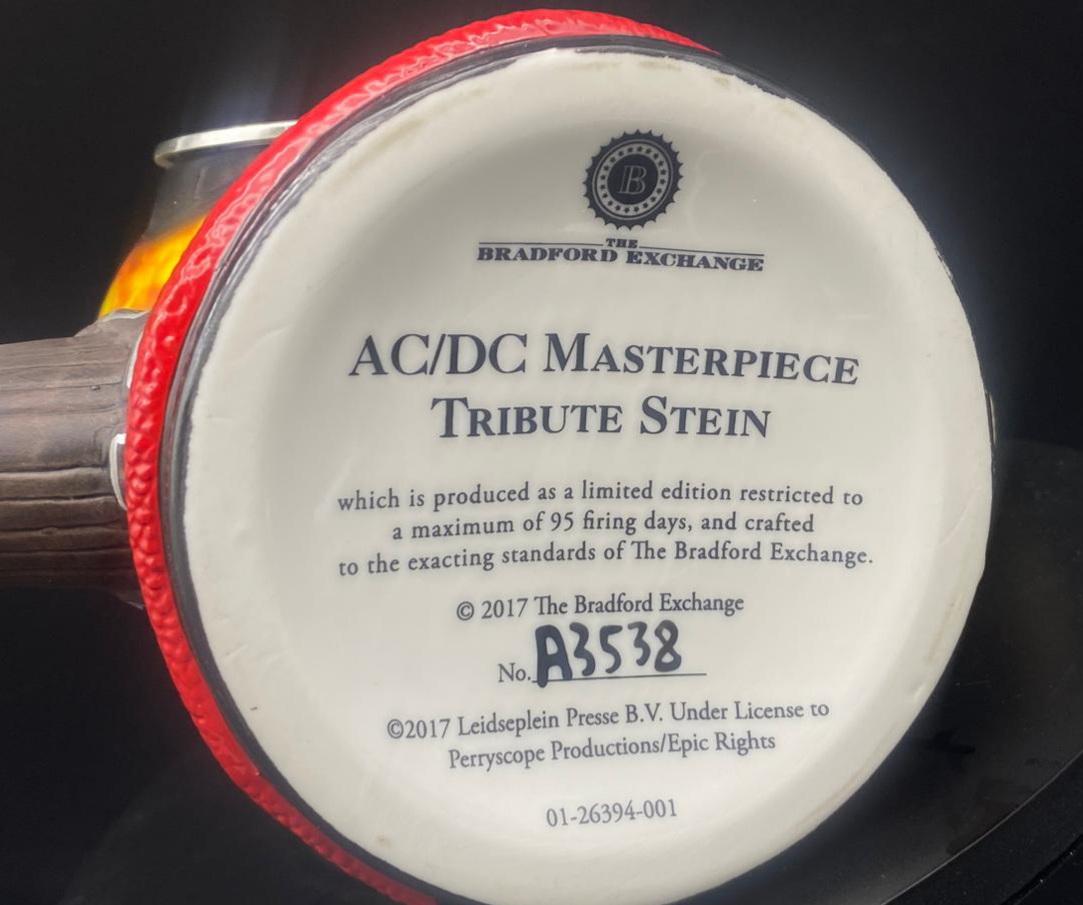 B
THE
BRADFORD EXCHANGE
AC/DC MASTERPIECE
TRIBUTE STEIN
which is produced as a limited edition restricted to
a maximum of 95 firing days, and crafted
to the exacting standards of The Bradford Exchange.
© 2017 The Bradford Exchange
No. A3538
©2017 Leidseplein Presse B.V. Under License to
Perryscope Productions/Epic Rights
01-26394-001